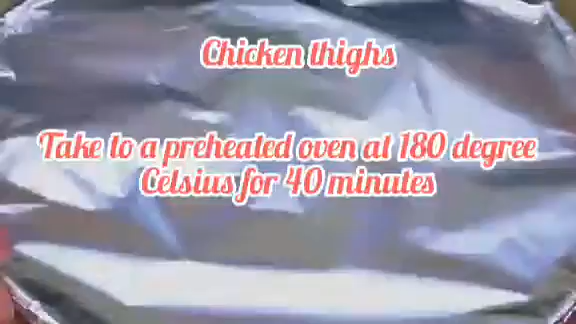 Chicken thighs
Take to a preheated oven at 180 degree
Celsius for 40 minutes